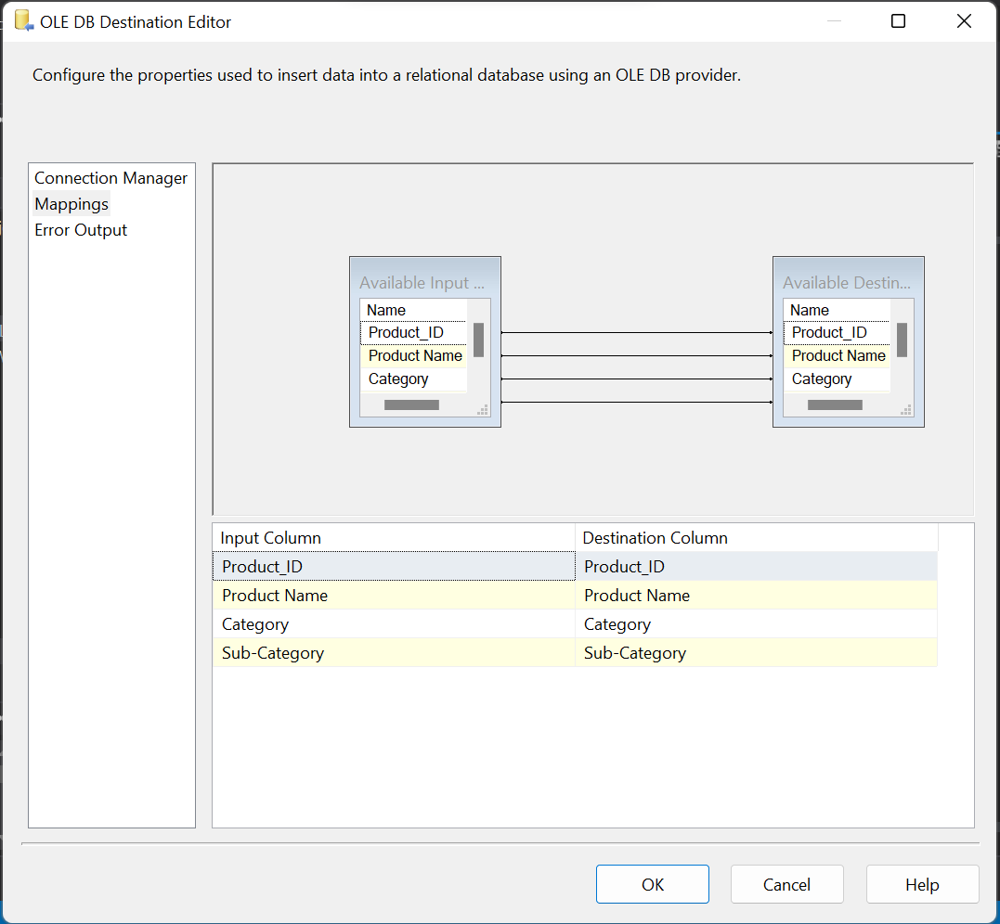 OLE DB Destination Editor
Configure the properties used to insert data into a relational database using an OLE DB provider.
Connection Manager
Mappings
Error Output
Available Input ...
Name
Product_ID
Product Name
Category
Available Destin...
Name
Product_ID
Product Name
Category
Input Column Destination Column
Product_ID Product_ID
Product Name Product Name
Category Category
Sub-Category Sub-Category
OK Cancel Help